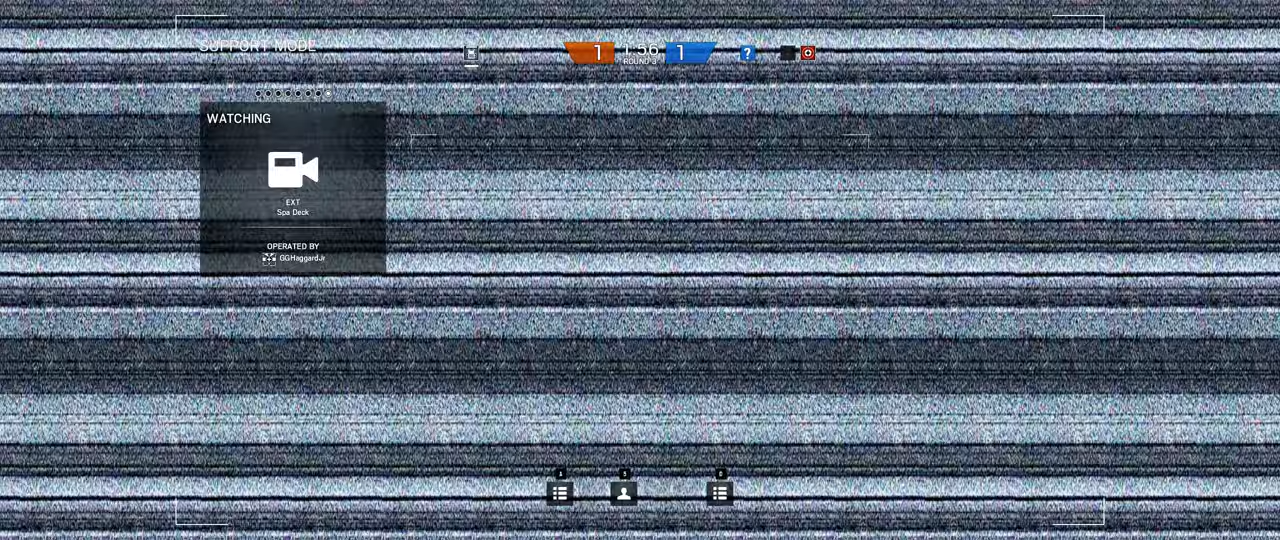 SUPPORT MODE
1 1:56 1 ?
ROUND 3
WATCHING
EXT
Spa Deck
OPERATED BY
GGHaggardJr